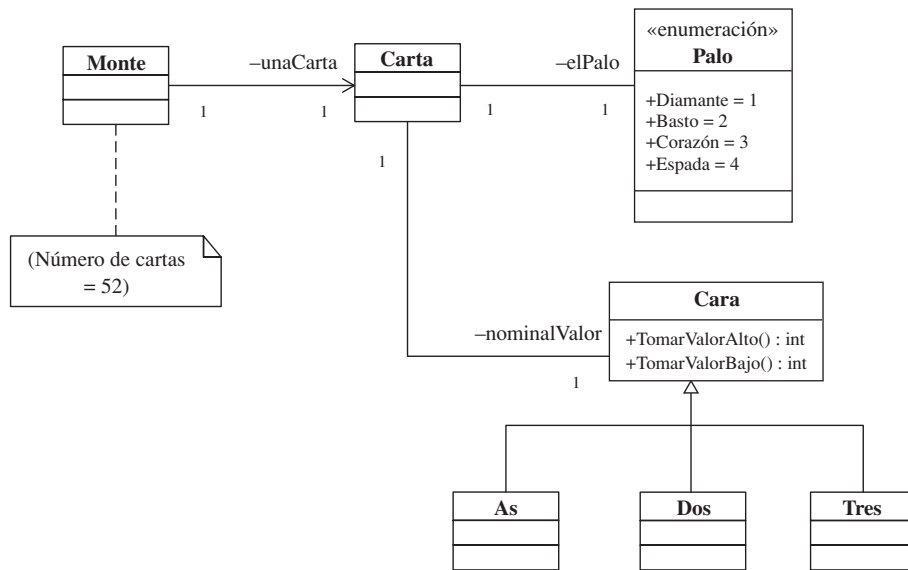 «enumeración»
Palo
+Diamante = 1
+Basto = 2
+Corazón = 3
+Espada = 4
Monte
–unaCarta
Carta
–elPalo
1
1
1
1
1
(Número de cartas
= 52)
Cara
+TomarValorAlto() : int
+TomarValorBajo() : int
–nominalValor
1
As
Dos
Tres